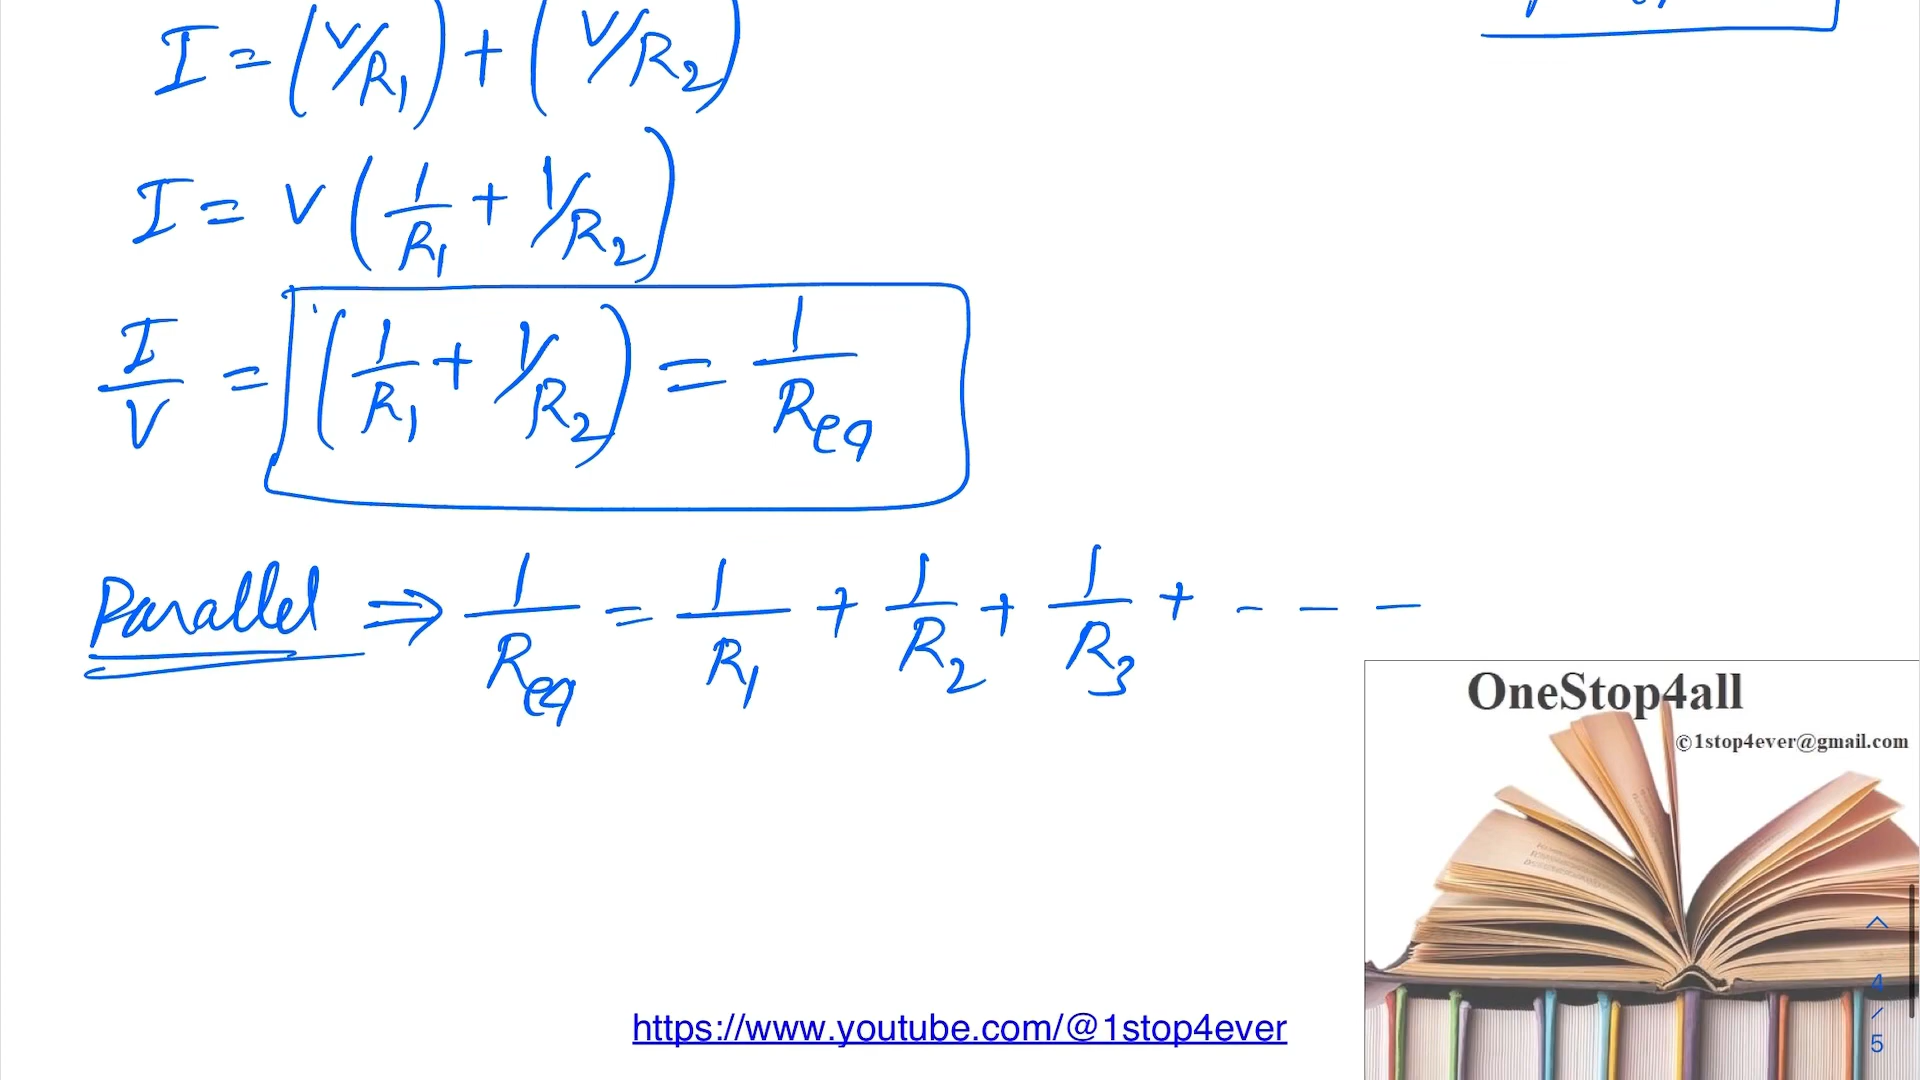 I = (V/R1) + (V/R2)
I = V (1/R1 + 1/R2)
I/V = (1/R1 + 1/R2) = 1/Req
Parallel ⇒ 1/Req = 1/R1 + 1/R2 + 1/R3 + - - -
OneStop4all
©1stop4ever@gmail.com
4
/
5
https://www.youtube.com/@1stop4ever